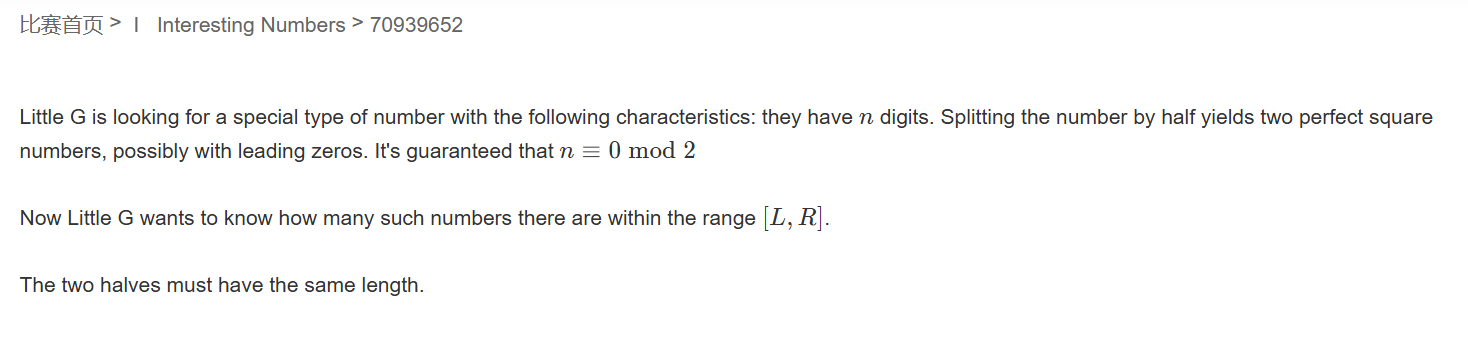 比赛首页 > I Interesting Numbers > 70939652
Little G is looking for a special type of number with the following characteristics: they have n digits. Splitting the number by half yields two perfect square
numbers, possibly with leading zeros. It's guaranteed that n ≡ 0 mod 2
Now Little G wants to know how many such numbers there are within the range [L, R].
The two halves must have the same length.